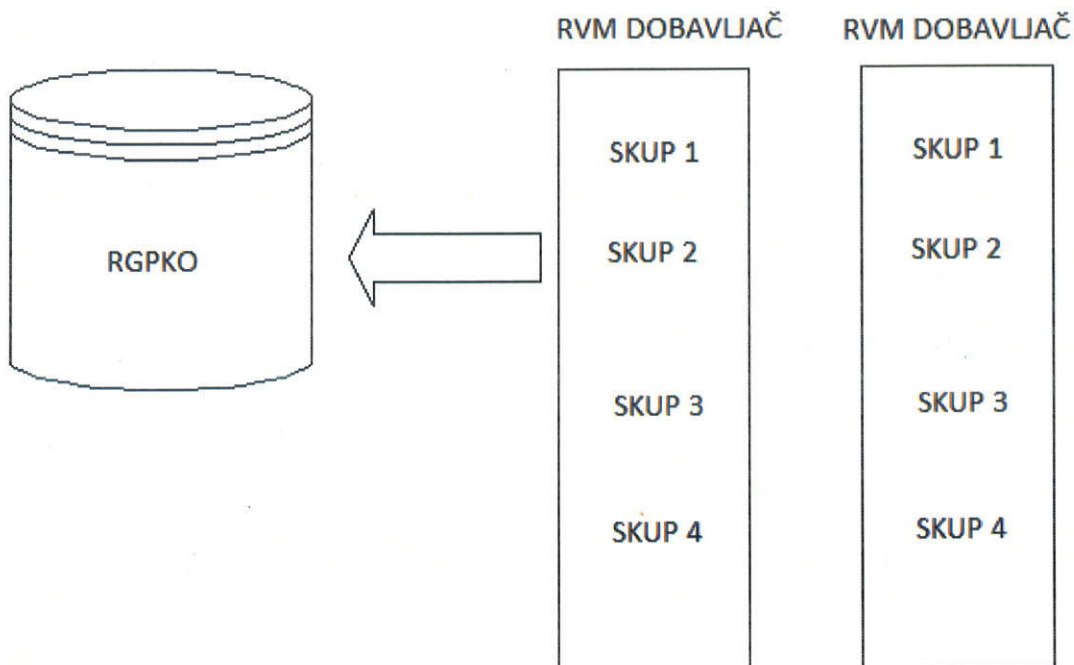 RVM DOBAVLJAČ RVM DOBAVLJAČ
SKUP 1 SKUP 1
SKUP 2 SKUP 2
RGPKO
SKUP 3 SKUP 3
SKUP 4 SKUP 4